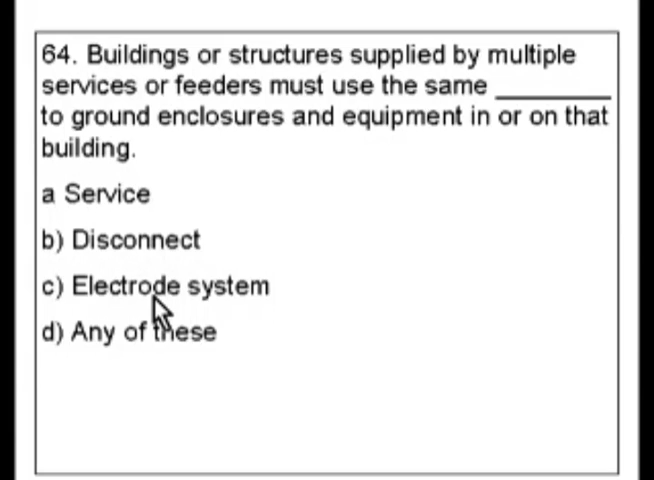 64. Buildings or structures supplied by multiple
services or feeders must use the same ________
to ground enclosures and equipment in or on that
building.
a Service
b) Disconnect
c) Electrode system
d) Any of these